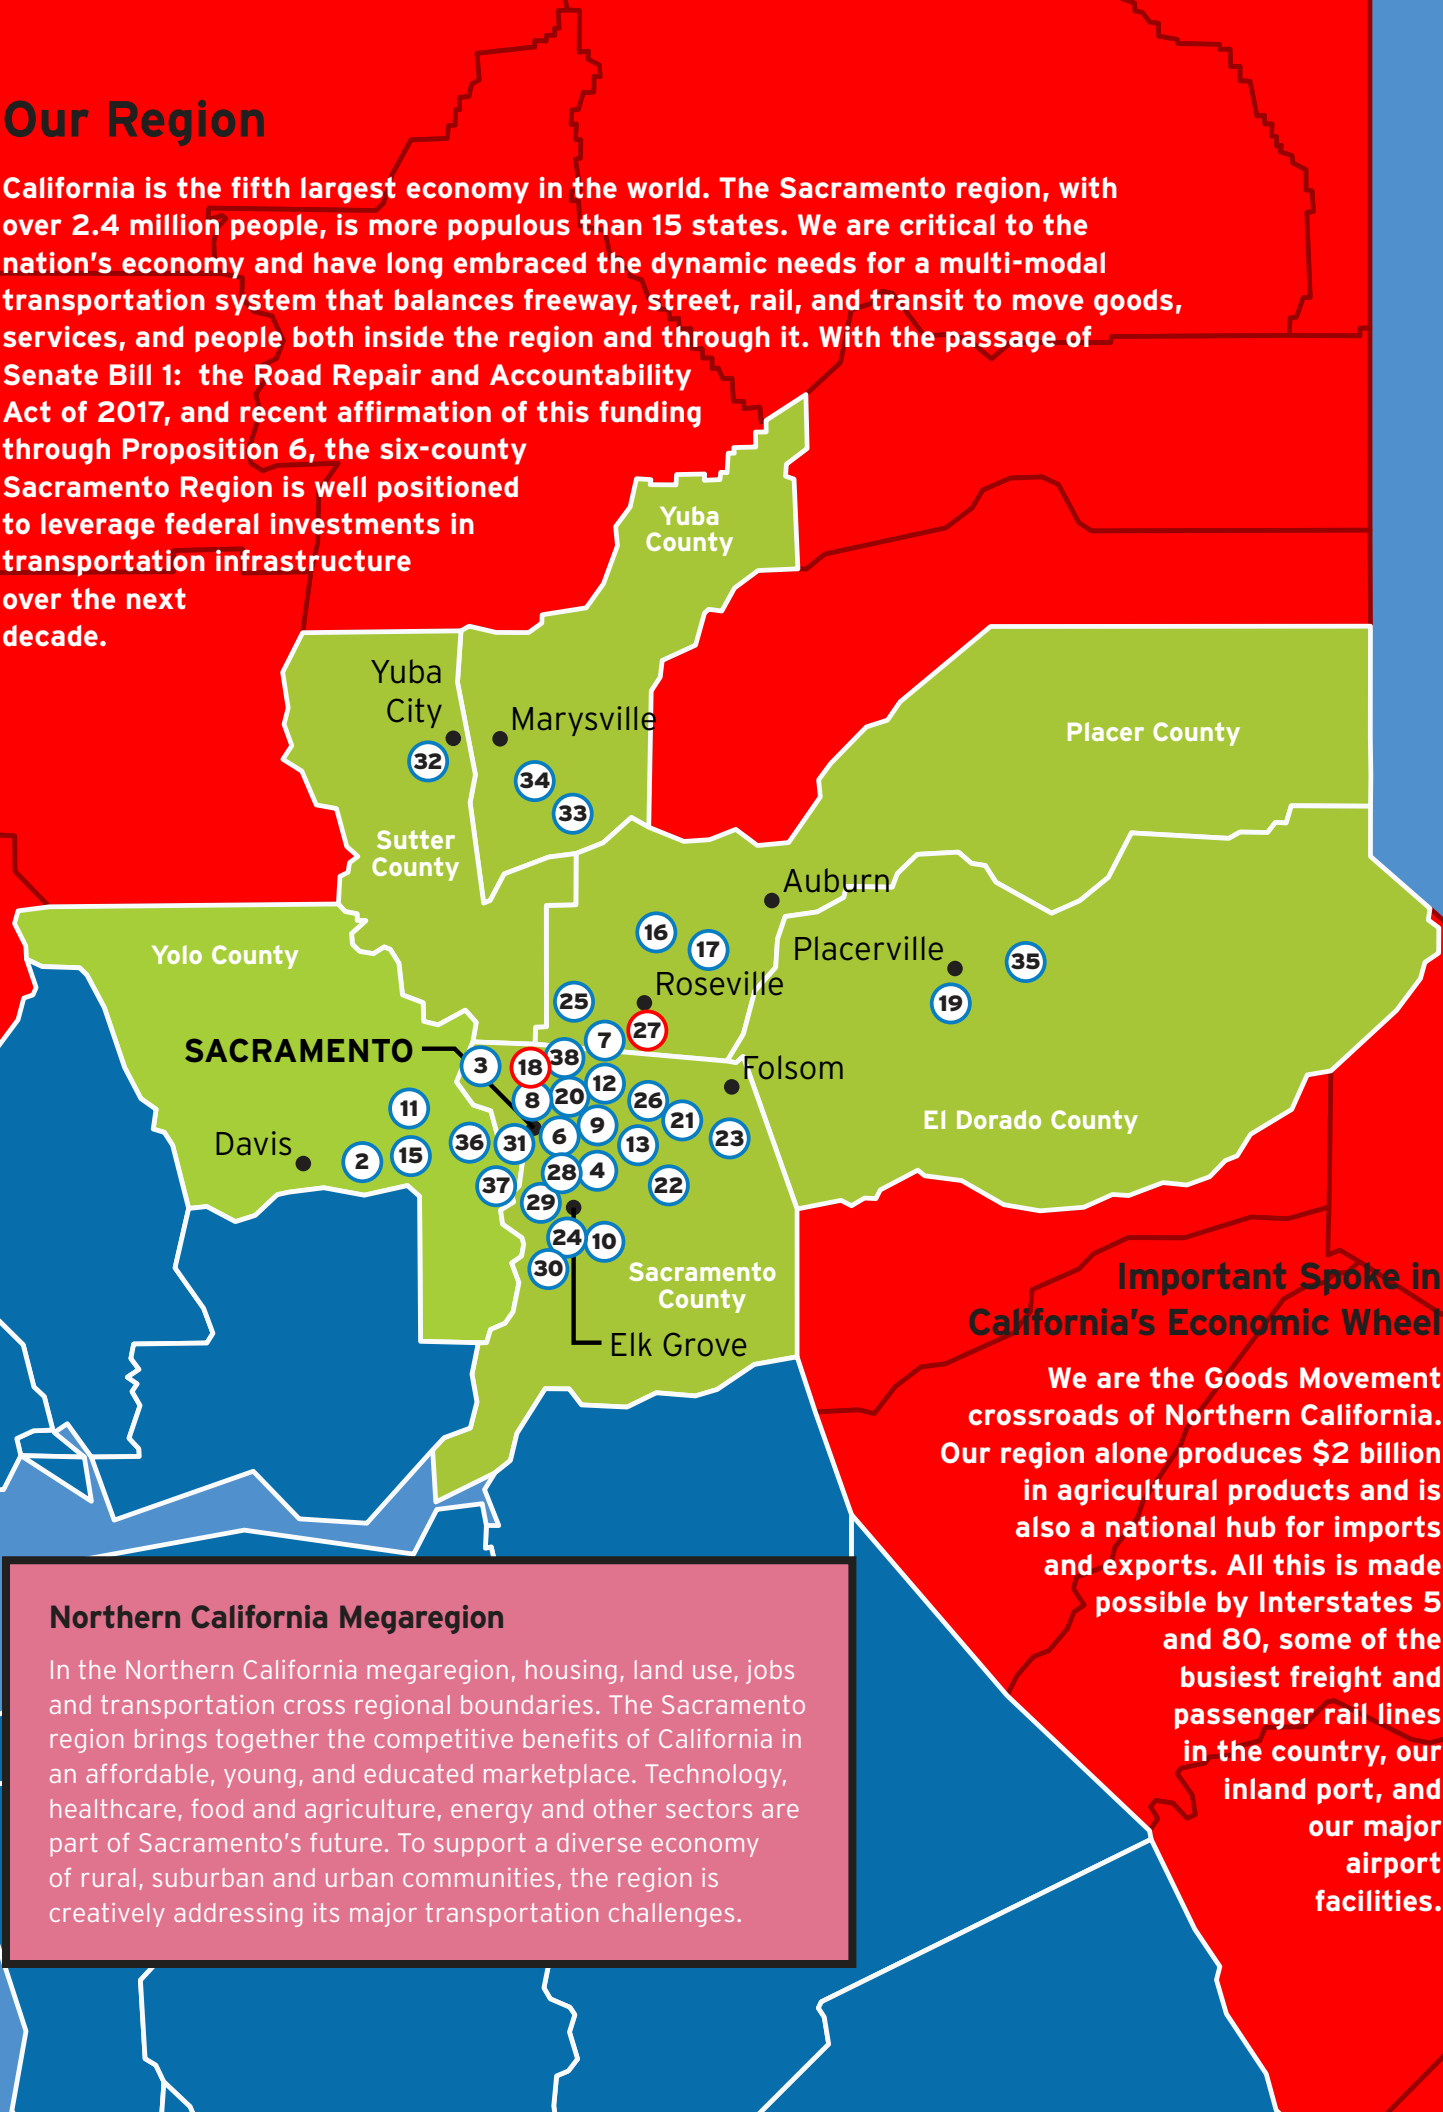 Our Region
California is the fifth largest economy in the world. The Sacramento region, with
over 2.4 million people, is more populous than 15 states. We are critical to the
nation's economy and have long embraced the dynamic needs for a multi-modal
transportation system that balances freeway, street, rail, and transit to move goods,
services, and people both inside the region and through it. With the passage of
Senate Bill 1:  the Road Repair and Accountability
Act of 2017, and recent affirmation of this funding
through Proposition 6, the six-county
Sacramento Region is well positioned
to leverage federal investments in
transportation infrastructure
over the next
decade.
Yuba
County
Yuba
City
Marysville
Placer County
32
34
33
Sutter
County
Auburn
16
17
Placerville
35
Yolo County
Roseville
25
19
27
7
SACRAMENTO
3
18
38
Folsom
12
20
8
26
11
21
El Dorado County
9
6
23
Davis
36
31
13
2
15
28
4
37
22
29
24
10
30
Sacramento
County
Elk Grove
Important Spoke in
California's Economic Wheel
We are the Goods Movement
crossroads of Northern California.
Our region alone produces $2 billion
in agricultural products and is
also a national hub for imports
and exports. All this is made
possible by Interstates 5
and 80, some of the
busiest freight and
passenger rail lines
in the country, our
inland port, and
our major
airport
facilities.
Northern California Megaregion
In the Northern California megaregion, housing, land use, jobs
and transportation cross regional boundaries. The Sacramento
region brings together the competitive benefits of California in
an affordable, young, and educated marketplace. Technology,
healthcare, food and agriculture, energy and other sectors are
part of Sacramento's future. To support a diverse economy
of rural, suburban and urban communities, the region is
creatively addressing its major transportation challenges.